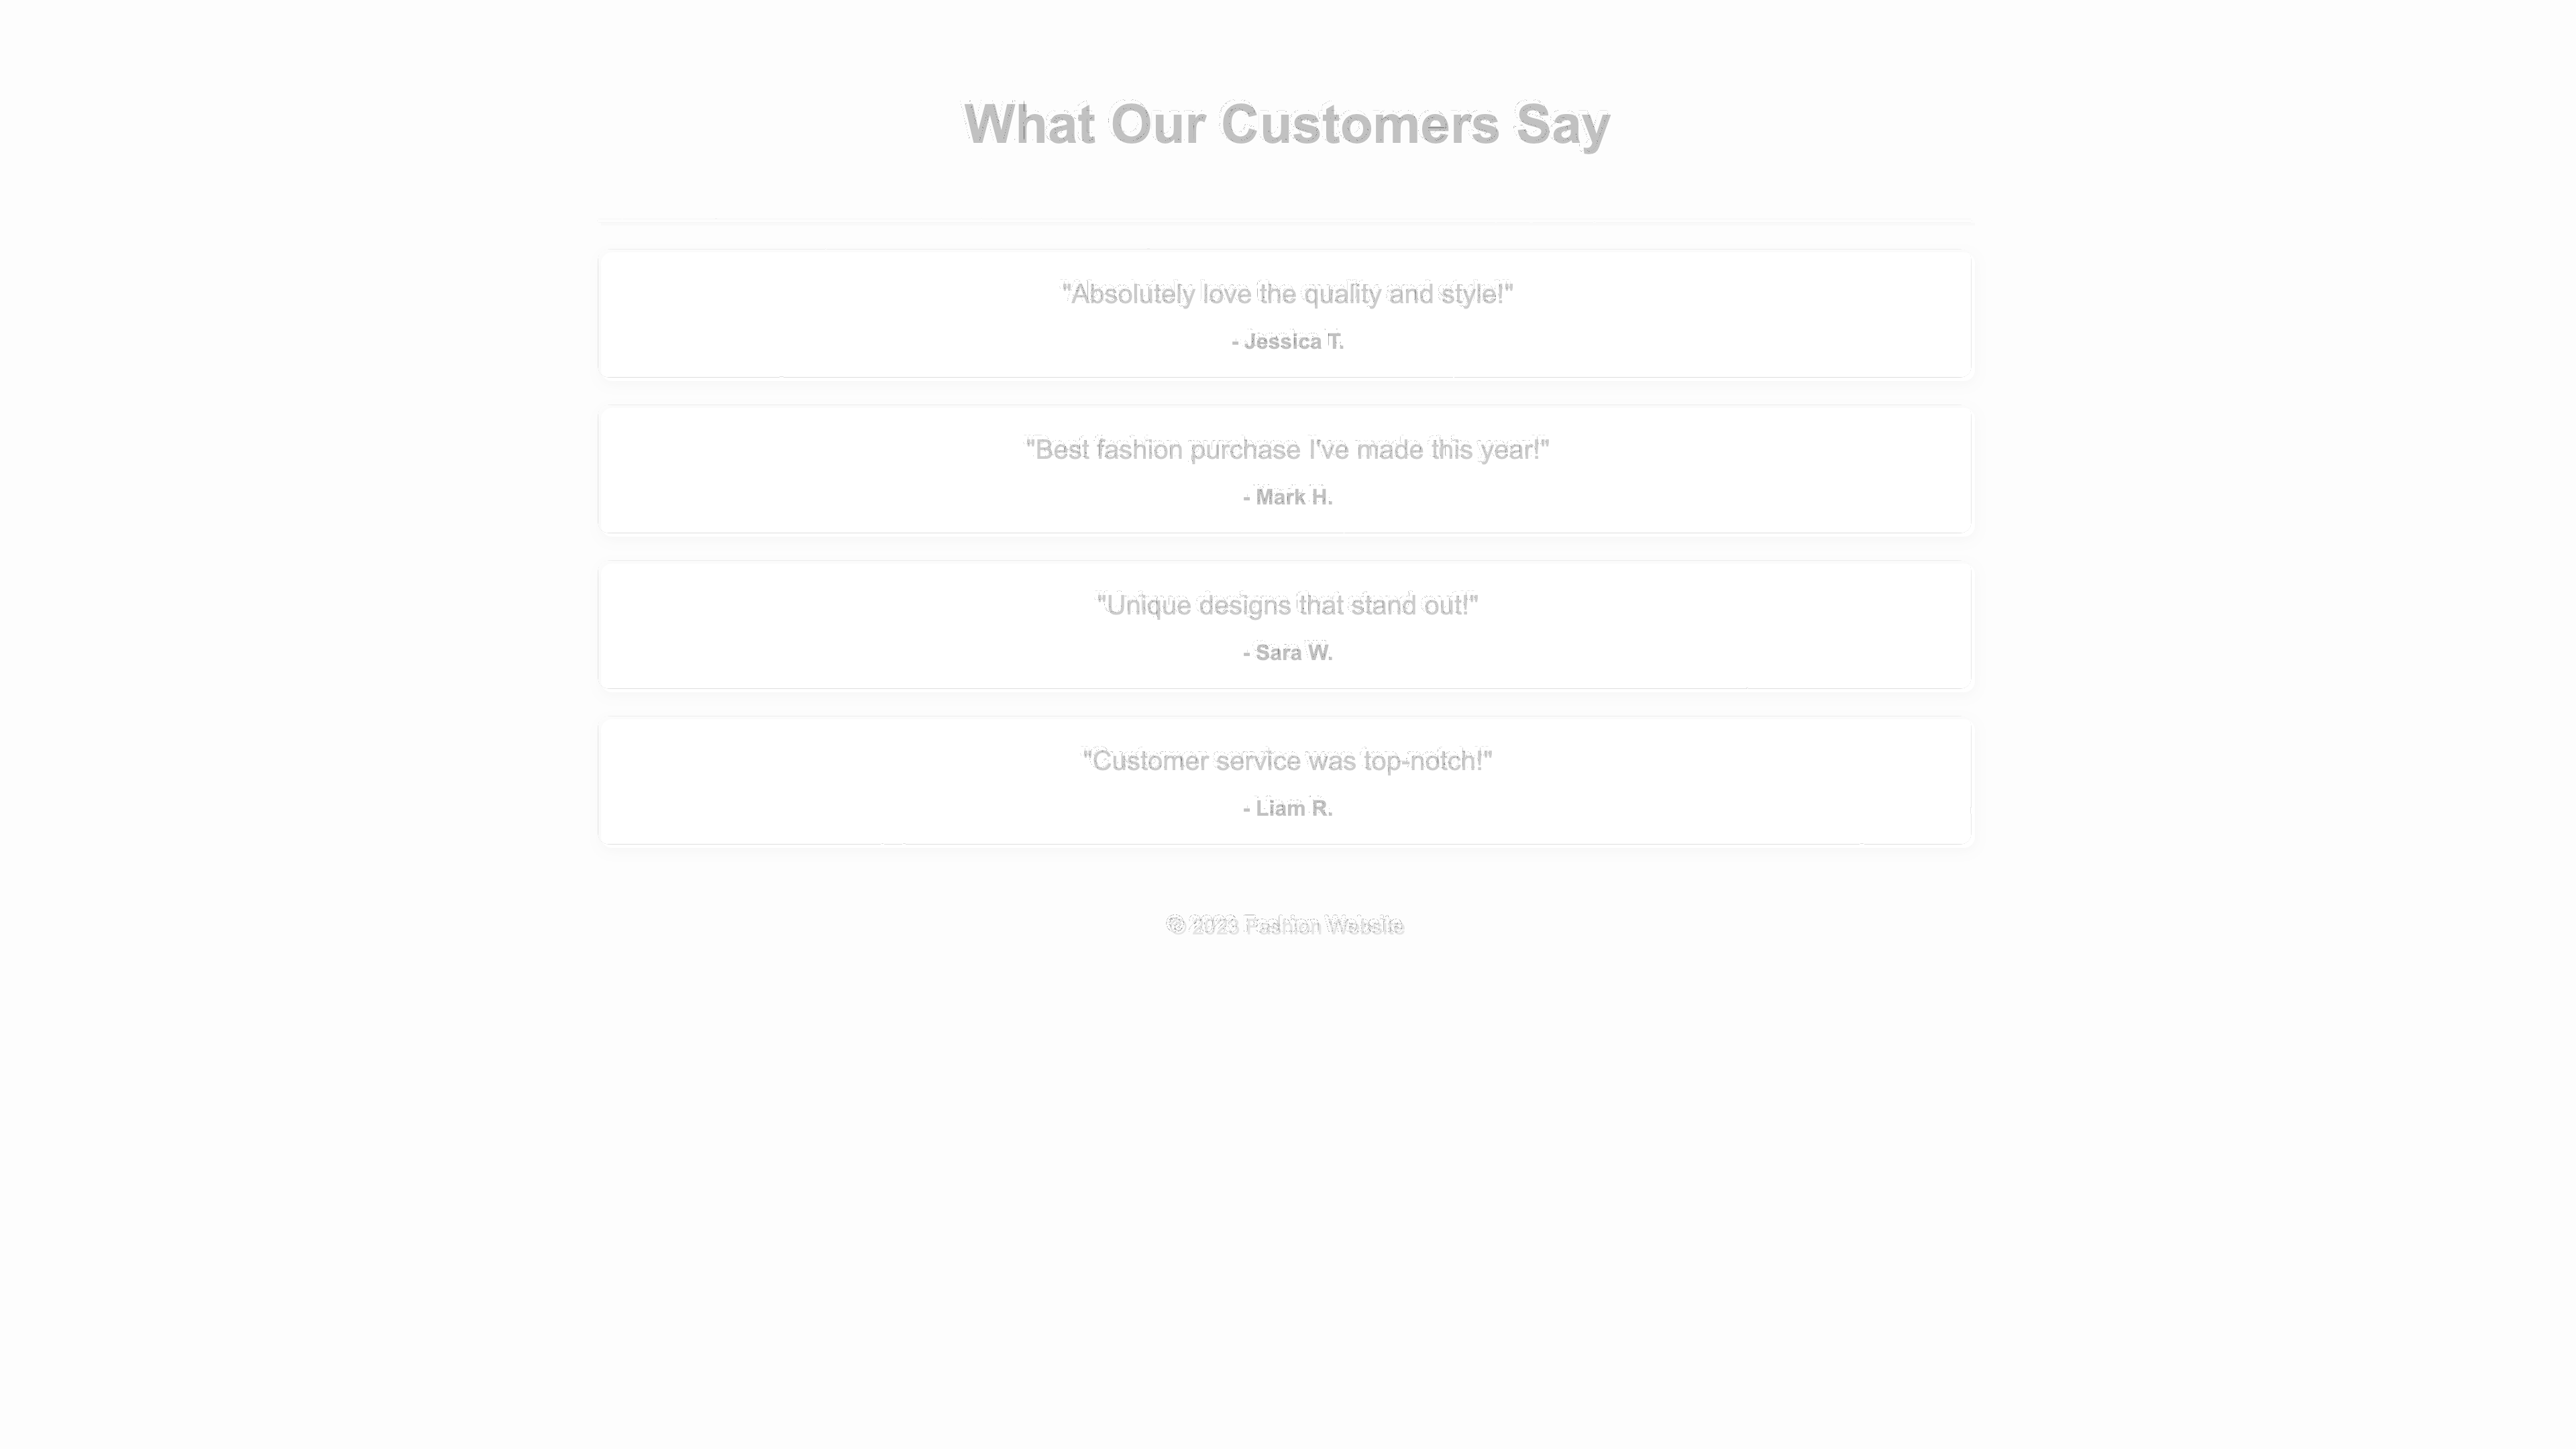 What Our Customers Say
"Absolutely love the quality and style!"
- Jessica T.
"Best fashion purchase I've made this year!"
- Mark H.
"Unique designs that stand out!"
- Sara W.
"Customer service was top-notch!"
- Liam R.
© 2023 Fashion Website